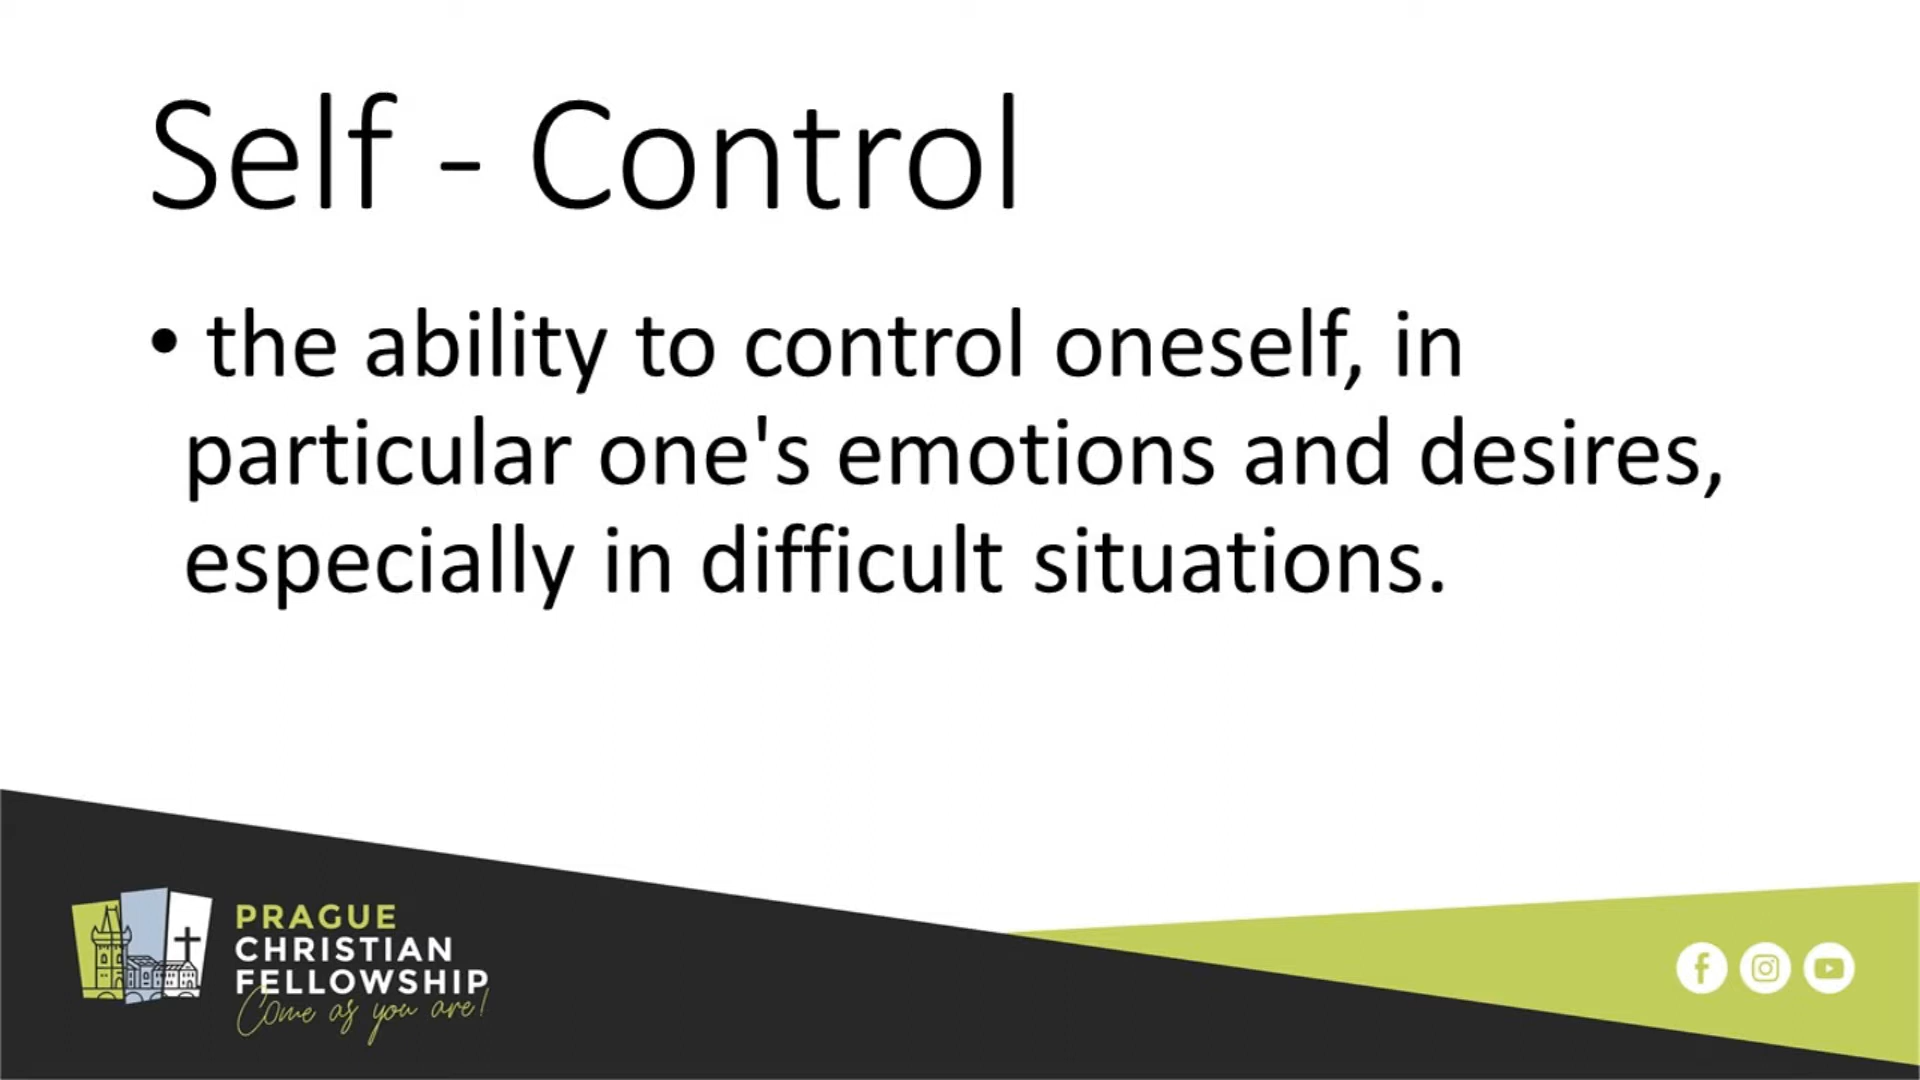 Self - Control
• the ability to control oneself, in
particular one's emotions and desires,
especially in difficult situations.
PRAGUE
CHRISTIAN
FELLOWSHIP
Come as you are!